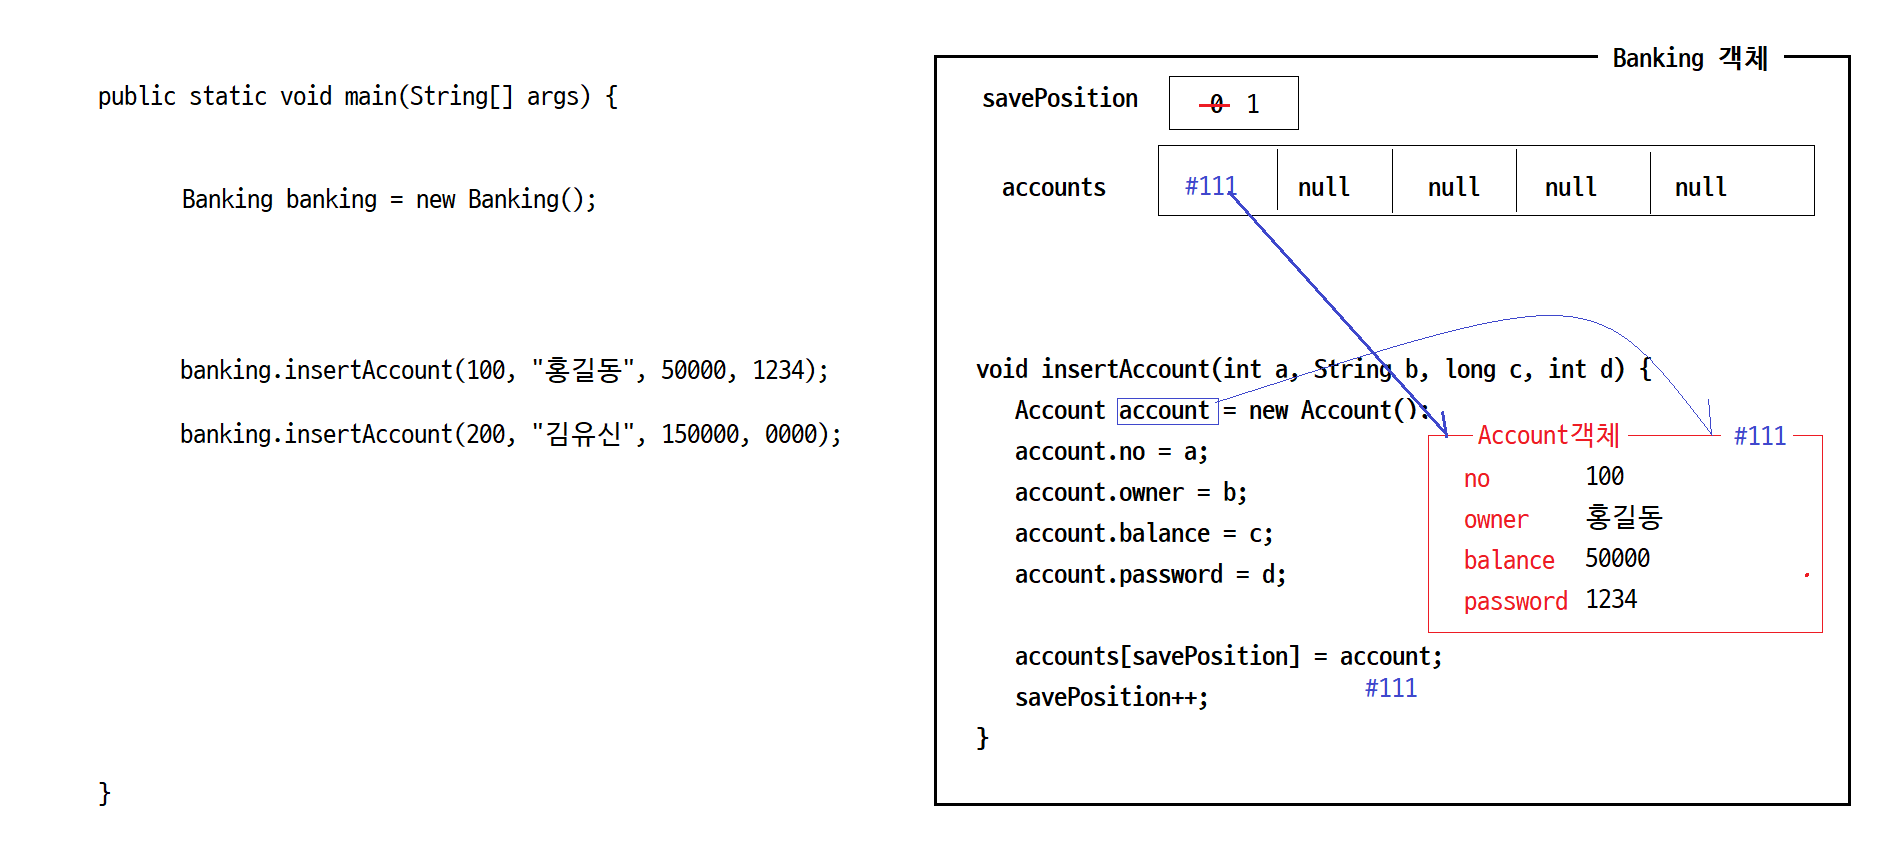 public static void main(String[] args) {
Banking banking = new Banking();
banking.insertAccount(100, "홍길동", 50000, 1234);
banking.insertAccount(200, "김유신", 150000, 0000);
}
Banking 객체
savePosition 0 1
accounts #111 null null null null
void insertAccount(int a, String b, long c, int d) {
Account account = new Account();
account.no = a;
account.owner = b;
account.balance = c;
account.password = d;
Account객체 #111
no 100
owner 홍길동
balance 50000
password 1234
accounts[savePosition] = account;
#111
savePosition++;
}